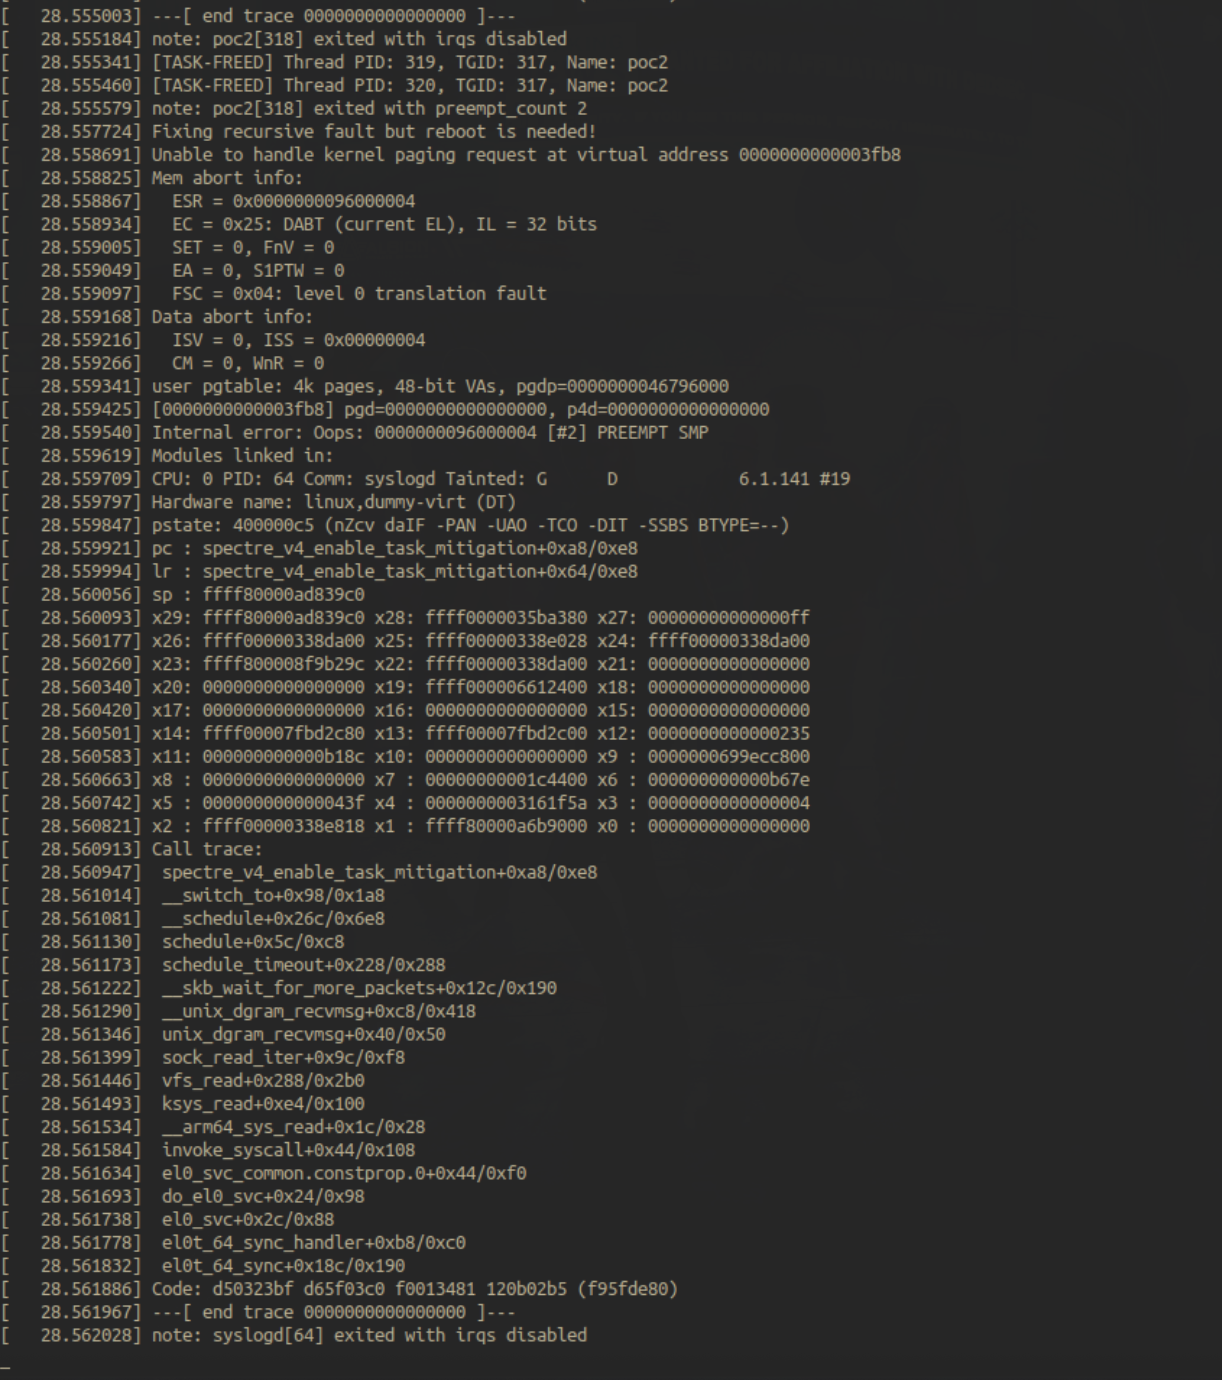 [   28.555003] ---[ end trace 0000000000000000 ]---
[   28.555184] note: poc2[318] exited with irqs disabled
[   28.555341] [TASK-FREED] Thread PID: 319, TGID: 317, Name: poc2
[   28.555460] [TASK-FREED] Thread PID: 320, TGID: 317, Name: poc2
[   28.555579] note: poc2[318] exited with preempt_count 2
[   28.557724] Fixing recursive fault but reboot is needed!
[   28.558691] Unable to handle kernel paging request at virtual address 0000000000003fb8
[   28.558825] Mem abort info:
[   28.558867]   ESR = 0x0000000096000004
[   28.558934]   EC = 0x25: DABT (current EL), IL = 32 bits
[   28.559005]   SET = 0, FnV = 0
[   28.559049]   EA = 0, S1PTW = 0
[   28.559097]   FSC = 0x04: level 0 translation fault
[   28.559168] Data abort info:
[   28.559216]   ISV = 0, ISS = 0x00000004
[   28.559266]   CM = 0, WnR = 0
[   28.559341] user pgtable: 4k pages, 48-bit VAs, pgdp=0000000046796000
[   28.559425] [0000000000003fb8] pgd=0000000000000000, p4d=0000000000000000
[   28.559540] Internal error: Oops: 0000000096000004 [#2] PREEMPT SMP
[   28.559619] Modules linked in:
[   28.559709] CPU: 0 PID: 64 Comm: syslogd Tainted: G      D            6.1.141 #19
[   28.559797] Hardware name: linux,dummy-virt (DT)
[   28.559847] pstate: 400000c5 (nZcv daIF -PAN -UAO -TCO -DIT -SSBS BTYPE=--)
[   28.559921] pc : spectre_v4_enable_task_mitigation+0xa8/0xe8
[   28.559994] lr : spectre_v4_enable_task_mitigation+0x64/0xe8
[   28.560056] sp : ffff80000ad839c0
[   28.560093] x29: ffff80000ad839c0 x28: ffff0000035ba380 x27: 00000000000000ff
[   28.560177] x26: ffff00000338da00 x25: ffff00000338e028 x24: ffff00000338da00
[   28.560260] x23: ffff800008f9b29c x22: ffff00000338da00 x21: 0000000000000000
[   28.560340] x20: 0000000000000000 x19: ffff000006612400 x18: 0000000000000000
[   28.560420] x17: 0000000000000000 x16: 0000000000000000 x15: 0000000000000000
[   28.560501] x14: ffff00007fbd2c80 x13: ffff00007fbd2c00 x12: 0000000000000235
[   28.560583] x11: 000000000000b18c x10: 0000000000000000 x9 : 0000000699ecc800
[   28.560663] x8 : 0000000000000000 x7 : 00000000001c4400 x6 : 000000000000b67e
[   28.560742] x5 : 000000000000043f x4 : 0000000003161f5a x3 : 0000000000000004
[   28.560821] x2 : ffff00000338e818 x1 : ffff80000a6b9000 x0 : 0000000000000000
[   28.560913] Call trace:
[   28.560947]  spectre_v4_enable_task_mitigation+0xa8/0xe8
[   28.561014]  __switch_to+0x98/0x1a8
[   28.561081]  __schedule+0x26c/0x6e8
[   28.561130]  schedule+0x5c/0xc8
[   28.561173]  schedule_timeout+0x228/0x288
[   28.561222]  __skb_wait_for_more_packets+0x12c/0x190
[   28.561290]  __unix_dgram_recvmsg+0xc8/0x418
[   28.561346]  unix_dgram_recvmsg+0x40/0x50
[   28.561399]  sock_read_iter+0x9c/0xf8
[   28.561446]  vfs_read+0x288/0x2b0
[   28.561493]  ksys_read+0xe4/0x100
[   28.561534]  __arm64_sys_read+0x1c/0x28
[   28.561584]  invoke_syscall+0x44/0x108
[   28.561634]  el0_svc_common.constprop.0+0x44/0xf0
[   28.561693]  do_el0_svc+0x24/0x98
[   28.561738]  el0_svc+0x2c/0x88
[   28.561778]  el0t_64_sync_handler+0xb8/0xc0
[   28.561832]  el0t_64_sync+0x18c/0x190
[   28.561886] Code: d50323bf d65f03c0 f0013481 120b02b5 (f95fde80)
[   28.561967] ---[ end trace 0000000000000000 ]---
[   28.562028] note: syslogd[64] exited with irqs disabled